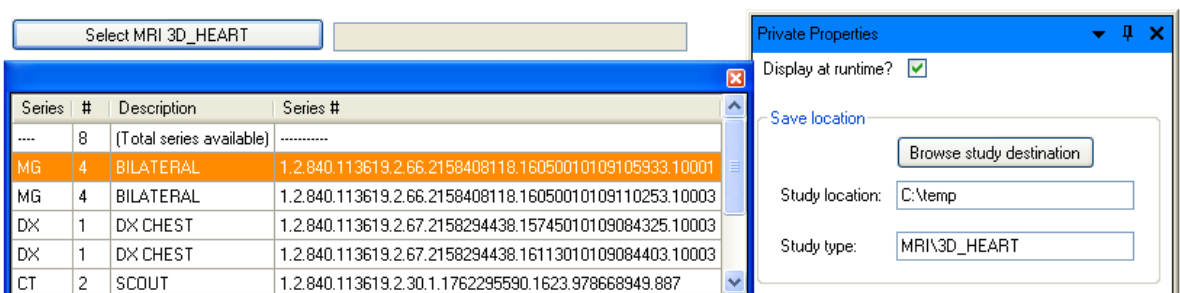 Select MRI 3D_HEART
Series # Description Series #
---- 8 (Total series available) -----------
MG 4 BILATERAL 1.2.840.113619.2.66.2158408118.16050010109105933.10001
MG 4 BILATERAL 1.2.840.113619.2.66.2158408118.16050010109110253.10003
DX 1 DX CHEST 1.2.840.113619.2.67.2158294438.15745010109084325.10003
DX 1 DX CHEST 1.2.840.113619.2.67.2158294438.16113010109084403.10003
CT 2 SCOUT 1.2.840.113619.2.30.1.1762295590.1623.978668949.887
Private Properties
Display at runtime?
Save location
Browse study destination
Study location: C:\temp
Study type: MRI\3D_HEART